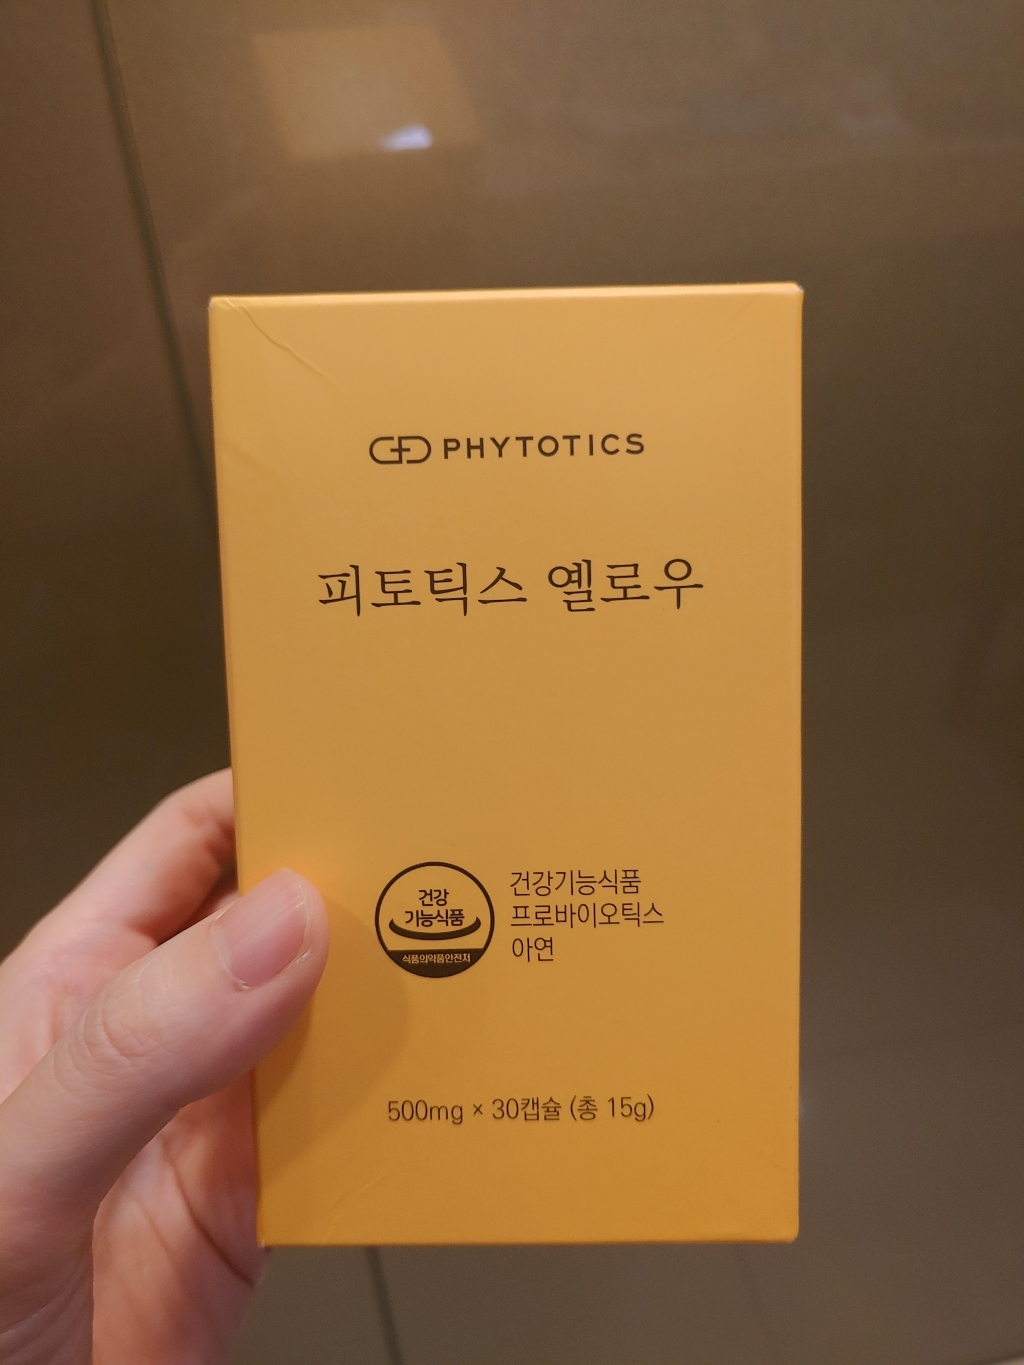 PHYTOTICS
피토틱스 옐로우
건강
기능식품
식품의약품안전처
건강기능식품
프로바이오틱스
아연
500mg × 30캡슐 (총 15g)